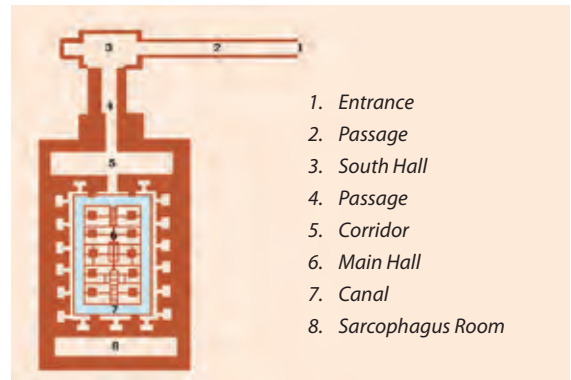 3
2
1
4
5
6
7
8
1. Entrance
2. Passage
3. South Hall
4. Passage
5. Corridor
6. Main Hall
7. Canal
8. Sarcophagus Room